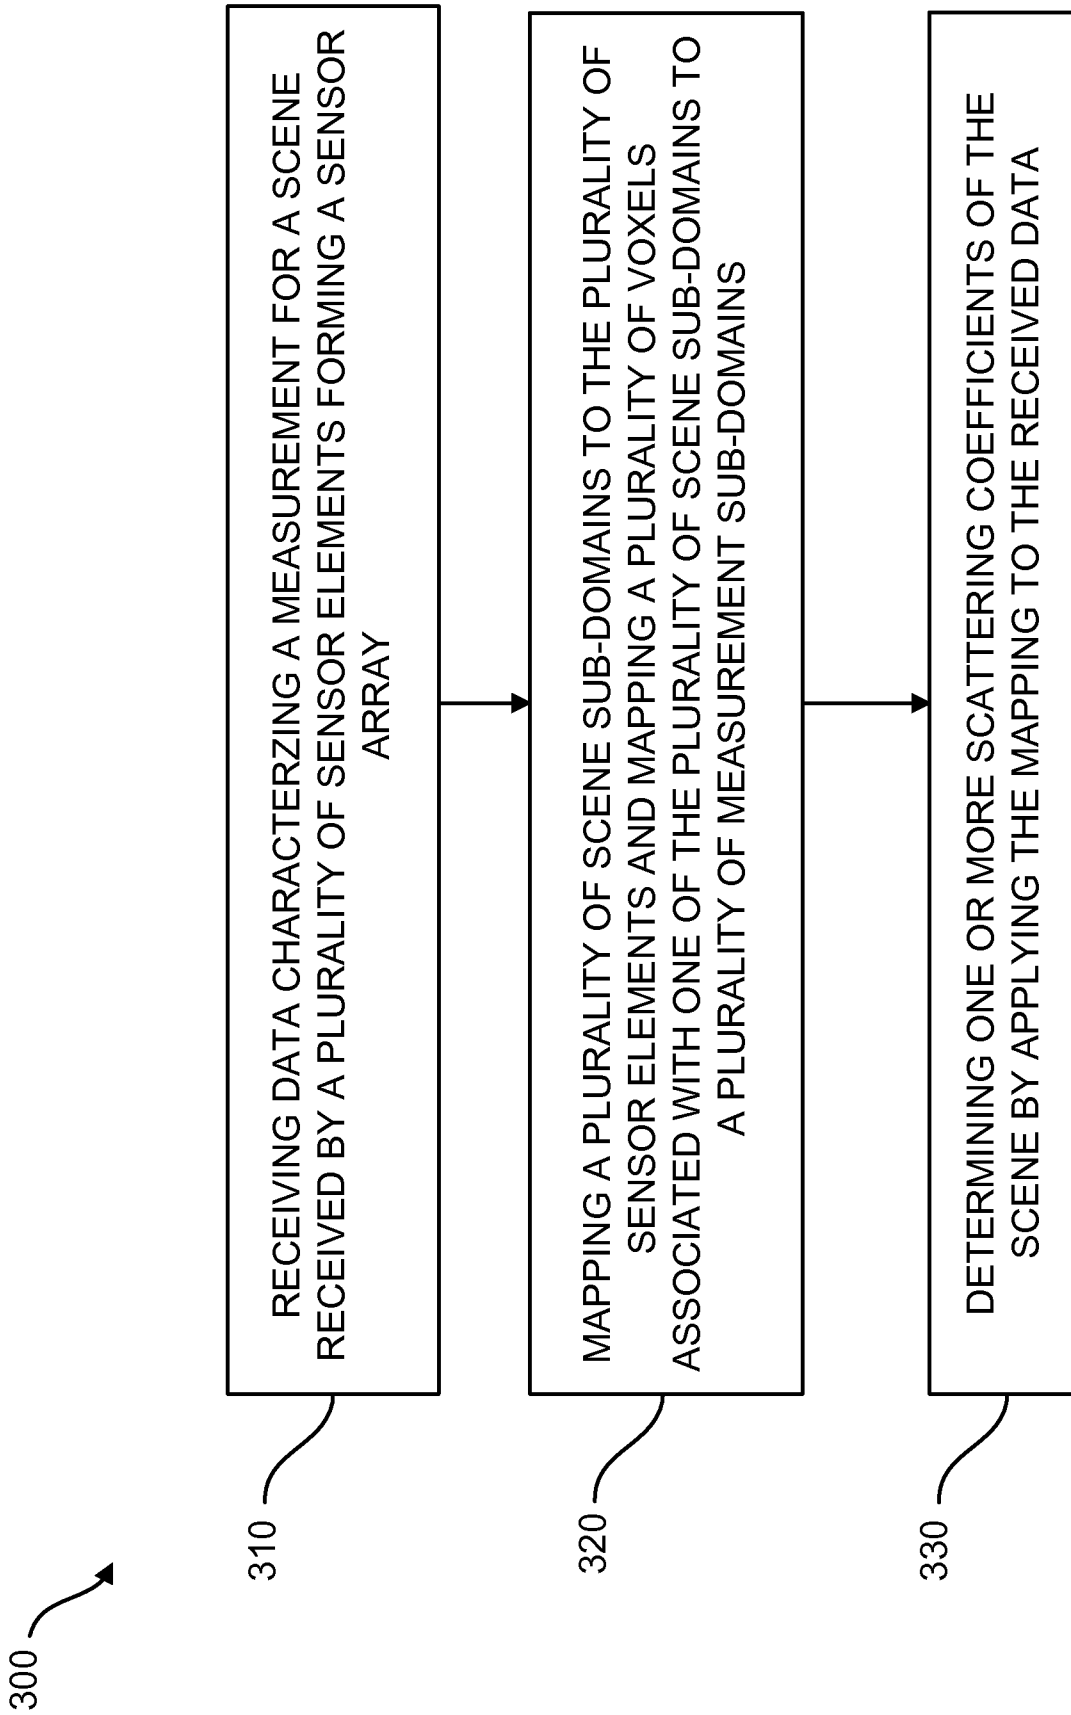 300
310
RECEIVING DATA CHARACTERZING A MEASUREMENT FOR A SCENE
RECEIVED BY A PLURALITY OF SENSOR ELEMENTS FORMING A SENSOR
ARRAY
320
MAPPING A PLURALITY OF SCENE SUB-DOMAINS TO THE PLURALITY OF
SENSOR ELEMENTS AND MAPPING A PLURALITY OF VOXELS
ASSOCIATED WITH ONE OF THE PLURALITY OF SCENE SUB-DOMAINS TO
A PLURALITY OF MEASUREMENT SUB-DOMAINS
330
DETERMINING ONE OR MORE SCATTERING COEFFICIENTS OF THE
SCENE BY APPLYING THE MAPPING TO THE RECEIVED DATA